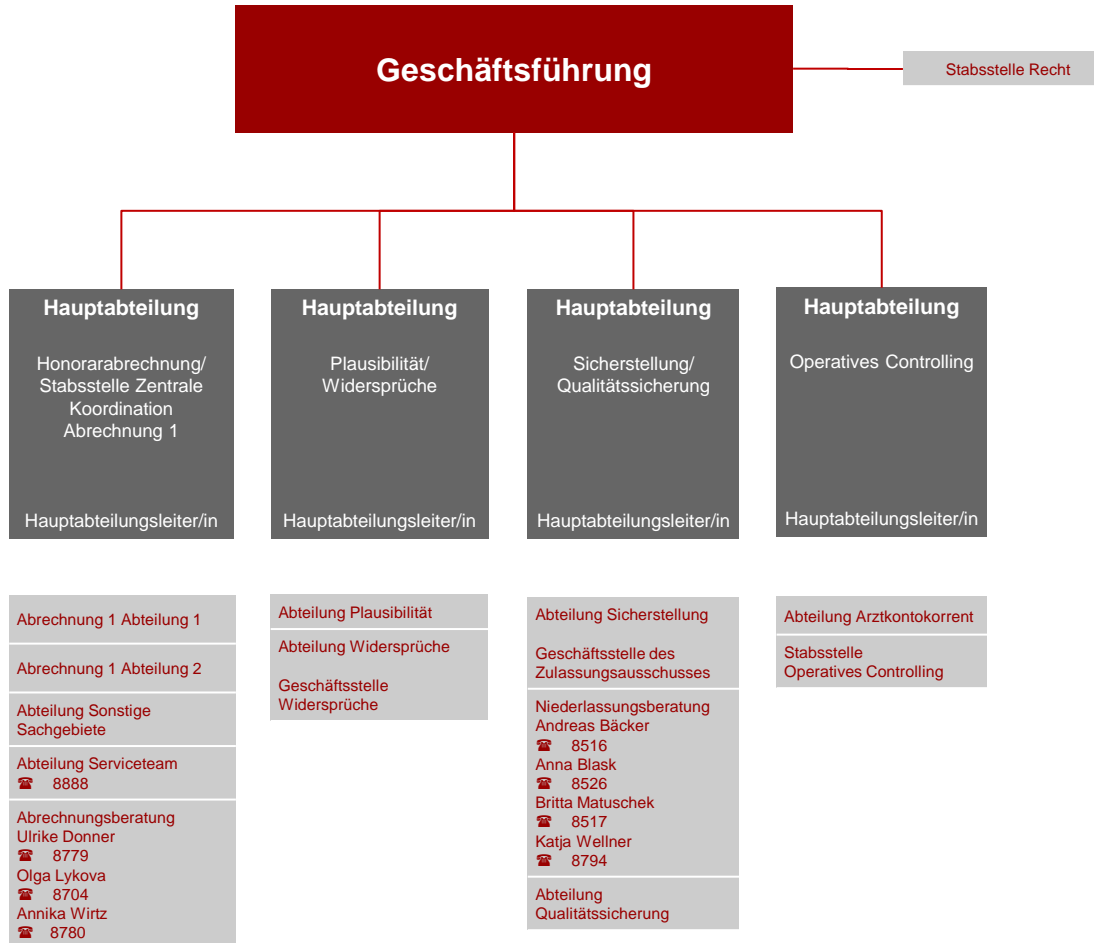 Geschäftsführung
Stabsstelle Recht
Hauptabteilung
Honorarabrechnung/
Stabsstelle Zentrale
Koordination
Abrechnung 1
Hauptabteilungsleiter/in
Hauptabteilung
Plausibilität/
Widersprüche
Hauptabteilungsleiter/in
Hauptabteilung
Sicherstellung/
Qualitätssicherung
Hauptabteilungsleiter/in
Hauptabteilung
Operatives Controlling
Hauptabteilungsleiter/in
Abrechnung 1 Abteilung 1
Abrechnung 1 Abteilung 2
Abteilung Sonstige
Sachgebiete
Abteilung Serviceteam
☎ 8888
Abrechnungsberatung
Ulrike Donner
☎ 8779
Olga Lykova
☎ 8704
Annika Wirtz
☎ 8780
Abteilung Plausibilität
Abteilung Widersprüche
Geschäftsstelle
Widersprüche
Abteilung Sicherstellung
Geschäftsstelle des
Zulassungsausschusses
Niederlassungsberatung
Andreas Bäcker
☎ 8516
Anna Blask
☎ 8526
Britta Matuschek
☎ 8517
Katja Wellner
☎ 8794
Abteilung
Qualitätssicherung
Abteilung Arztkontokorrent
Stabsstelle
Operatives Controlling